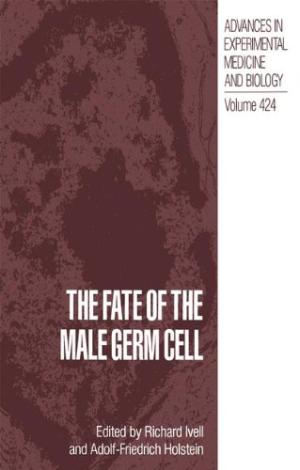 ADVANCES IN
EXPERIMENTAL
MEDICINE
AND BIOLOGY
Volume 424
THE FATE OF THE
MALE GERM CELL
Edited by Richard Ivell
and Adolf-Friedrich Holstein